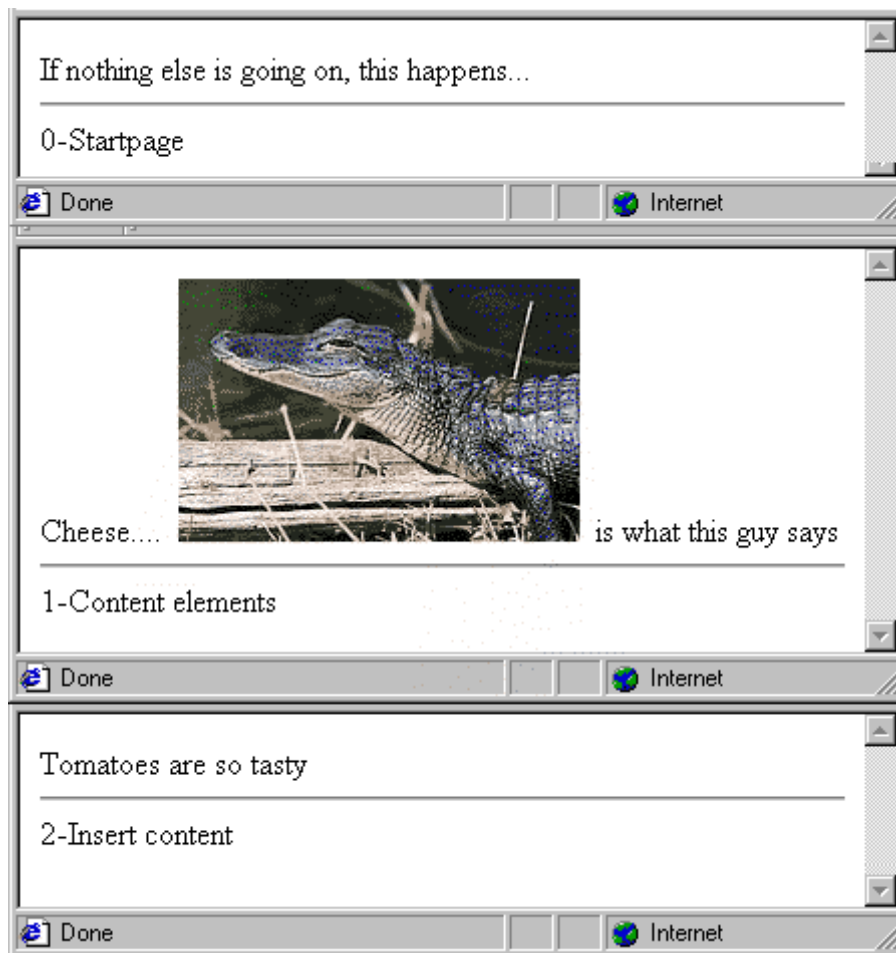 If nothing else is going on, this happens...
0-Startpage
Done Internet
Cheese.... is what this guy says
1-Content elements
Done Internet
Tomatoes are so tasty
2-Insert content
Done Internet